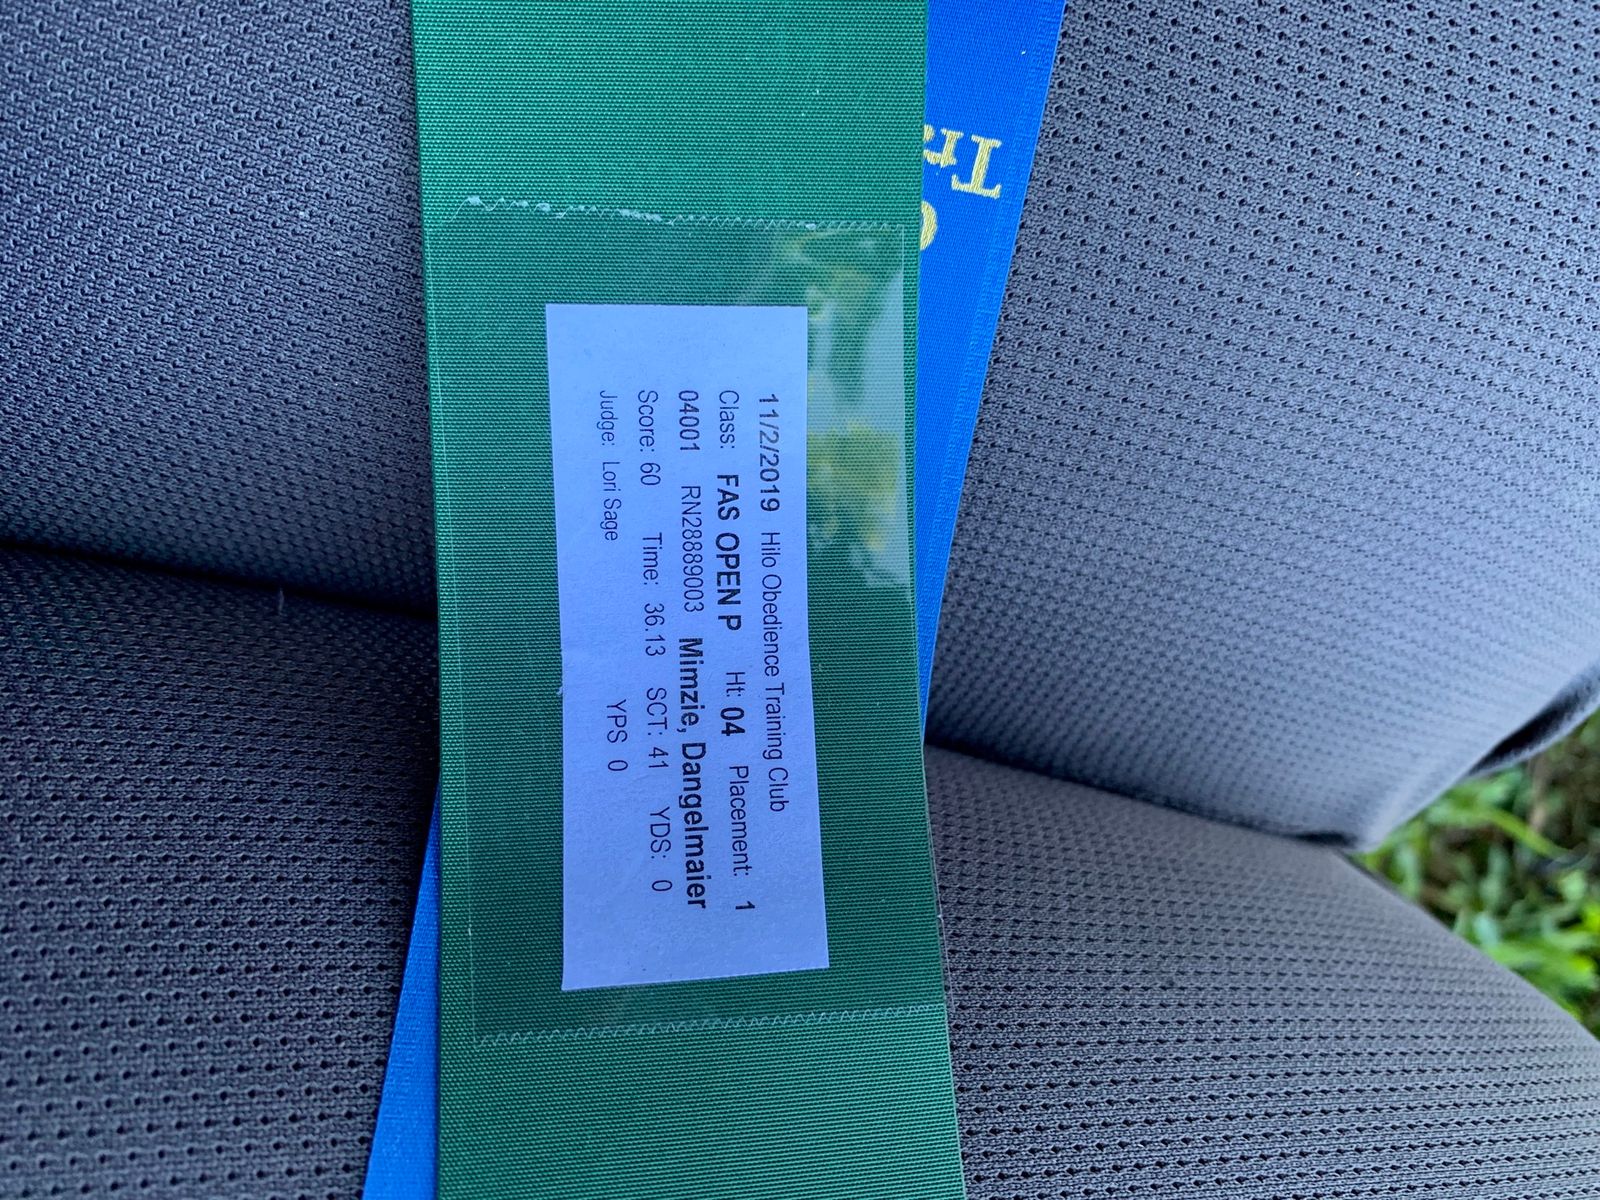 11/2/2019 Hilo Obedience Training Club
Class: FAS OPEN P Ht: 04 Placement: 1
04001 RN28889003 Mimzie, Dangelmaier
Score: 60 Time: 36.13 SCT: 41 YDS: 0
Judge: Lori Sage YPS 0